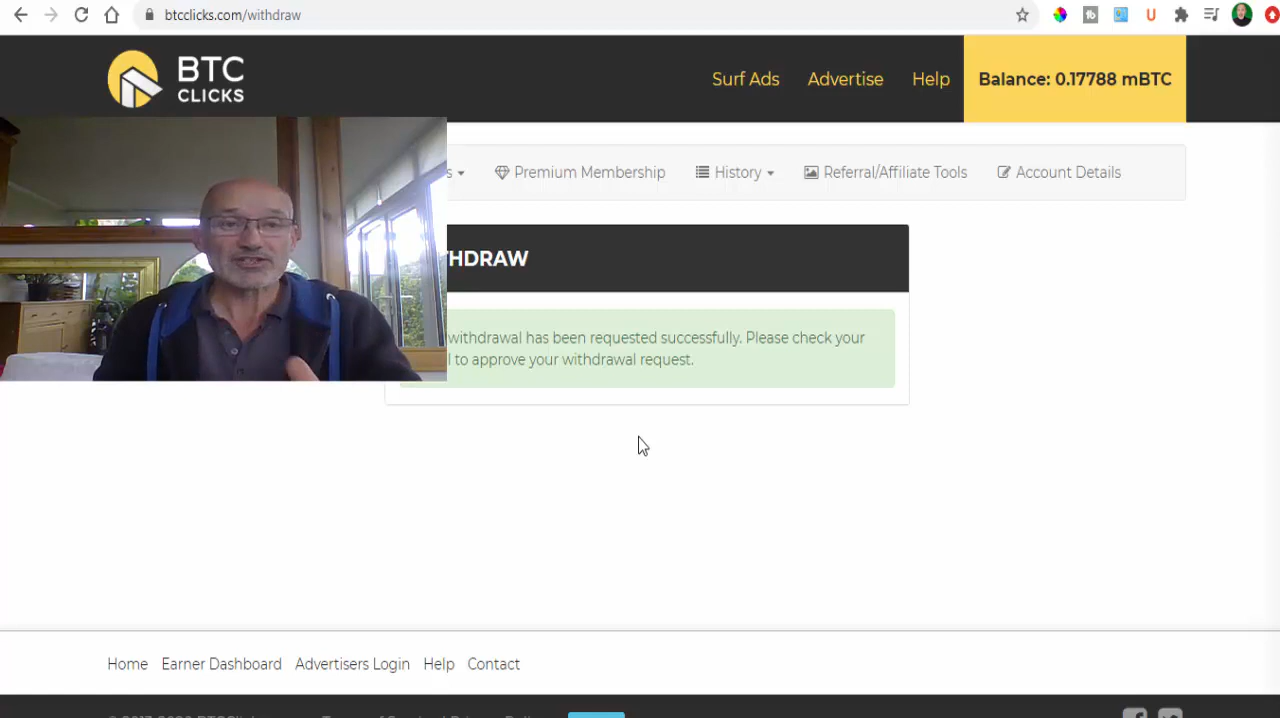 btcclicks.com/withdraw
BTC
CLICKS
Surf Ads
Advertise
Help
Balance: 0.17788 mBTC
Premium Membership
History
Referral/Affiliate Tools
Account Details
withdrawal has been requested successfully. Please check your
to approve your withdrawal request.
Home
Earner Dashboard
Advertisers Login
Help
Contact